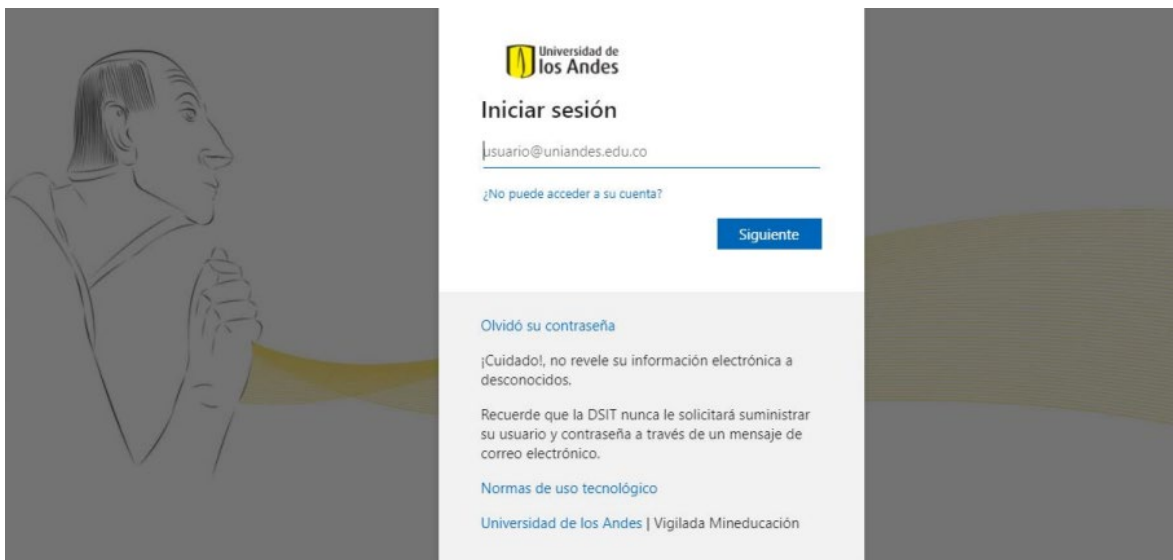 Universidad de
los Andes
Iniciar sesión
usuario@uniandes.edu.co
¿No puede acceder a su cuenta?
Siguiente
Olvidó su contraseña
¡Cuidado!, no revele su información electrónica a
desconocidos.
Recuerde que la DSIT nunca le solicitará suministrar
su usuario y contraseña a través de un mensaje de
correo electrónico.
Normas de uso tecnológico
Universidad de los Andes | Vigilada Mineducación